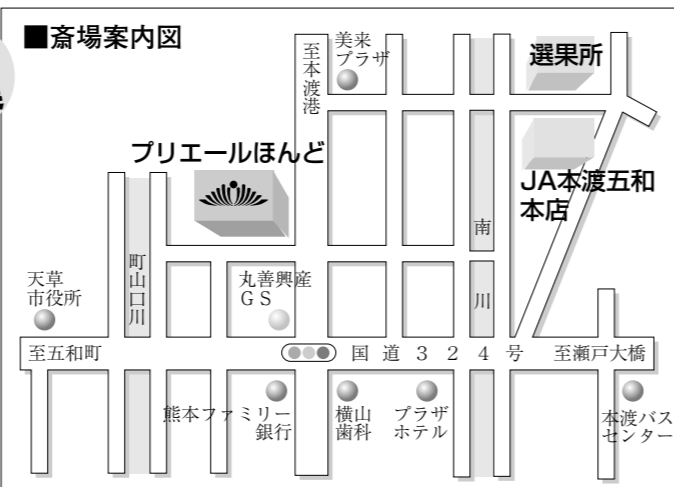 ■斎場案内図
至本渡港
美来
プラザ
選果所
プリエールほんど
JA本渡五和
本店
南川
町山口川
天草
市役所
丸善興産
GS
至五和町
国道324号
至瀬戸大橋
熊本ファミリー
銀行
横山
歯科
プラザ
ホテル
本渡バス
センター